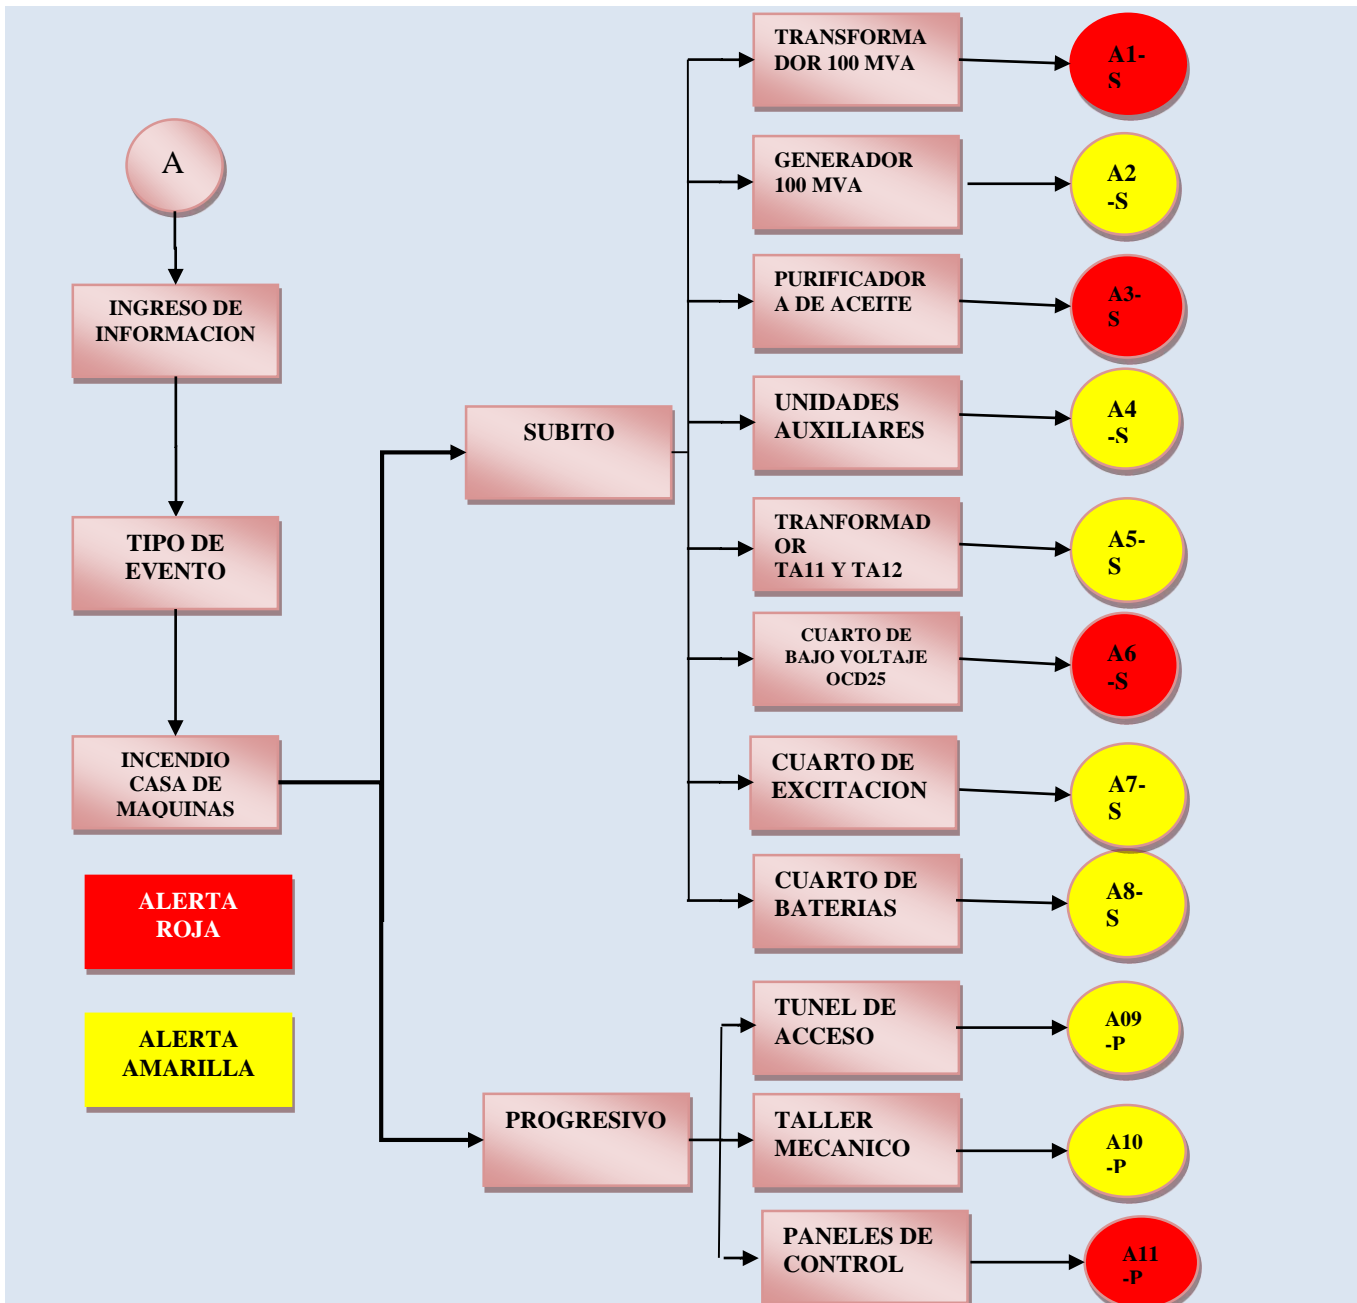 A
INGRESO DE
INFORMACION
TIPO DE
EVENTO
INCENDIO
CASA DE
MAQUINAS
ALERTA
ROJA
ALERTA
AMARILLA
SUBITO
PROGRESIVO
TRANSFORMA
DOR 100 MVA
A1-
S
GENERADOR
100 MVA
A2
-S
PURIFICADOR
A DE ACEITE
A3-
S
UNIDADES
AUXILIARES
A4
-S
TRANFORMAD
OR
TA11 Y TA12
A5-
S
CUARTO DE
BAJO VOLTAJE
OCD25
A6
-S
CUARTO DE
EXCITACION
A7-
S
CUARTO DE
BATERIAS
A8-
S
TUNEL DE
ACCESO
A09
-P
TALLER
MECANICO
A10
-P
PANELES DE
CONTROL
A11
-P